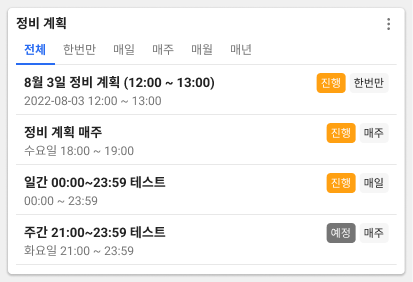 정비 계획
전체 한번만 매일 매주 매월 매년
8월 3일 정비 계획 (12:00 ~ 13:00) 진행 한번만
2022-08-03 12:00 ~ 13:00
정비 계획 매주 진행 매주
수요일 18:00 ~ 19:00
일간 00:00~23:59 테스트 진행 매일
00:00 ~ 23:59
주간 21:00~23:59 테스트 예정 매주
화요일 21:00 ~ 23:59